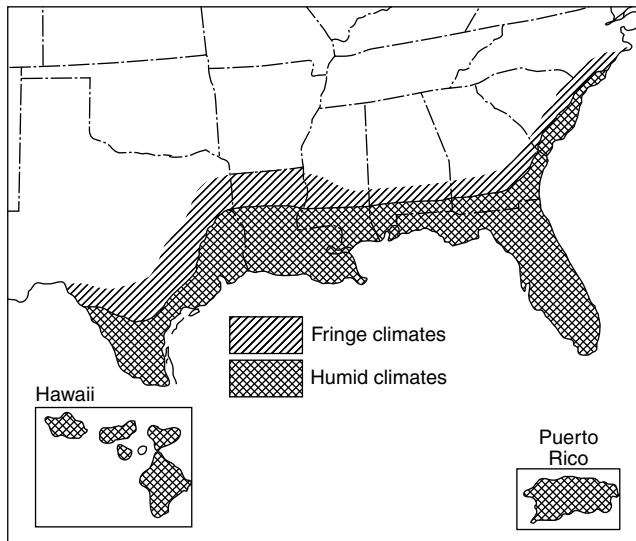 Fringe climates
Humid climates
Hawaii
Puerto
Rico